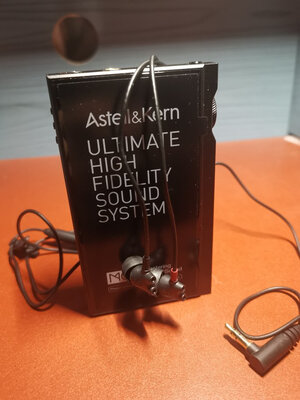 Astell&Kern
ULTIMATE
HIGH
FIDELITY
SOUND
SYSTEM